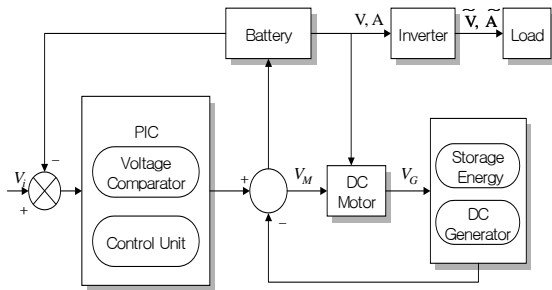 Battery
V, A
Inverter
Ṽ, Ã
Load
PIC
Voltage
Comparator
Control Unit
V_i
−
+
+
−
V_M
DC
Motor
V_G
Storage
Energy
DC
Generator